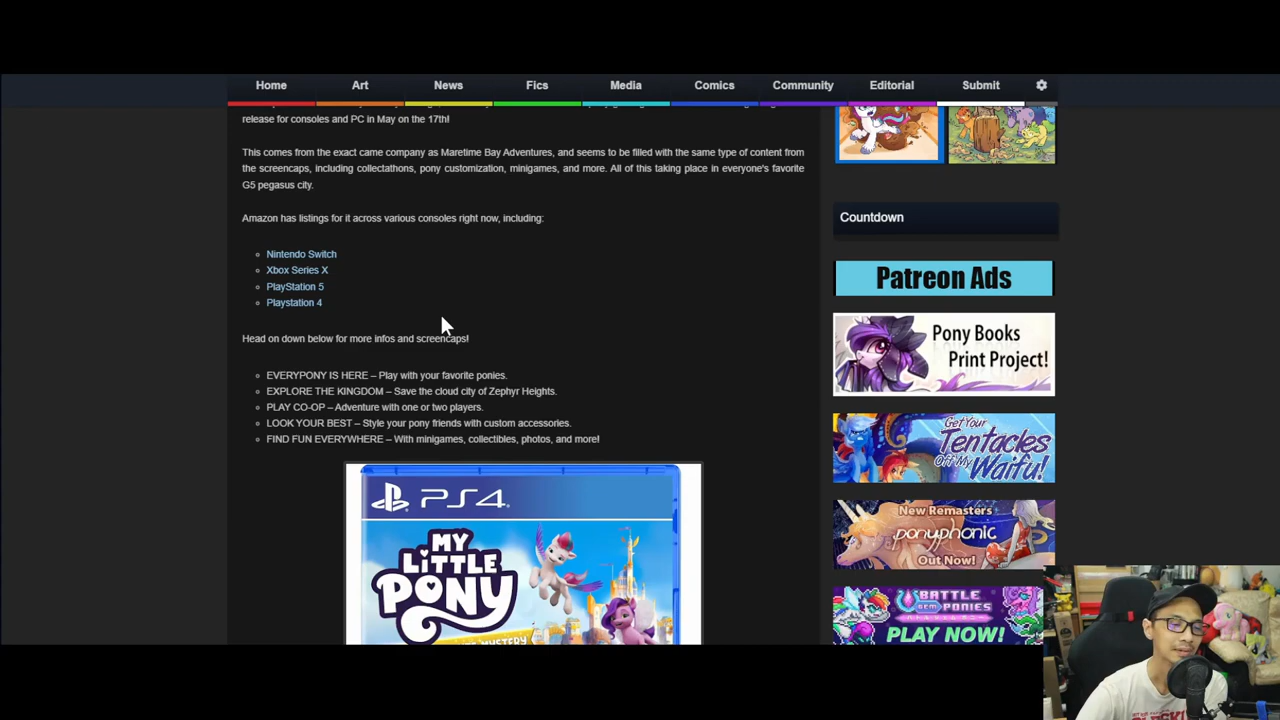 Home Art News Fics Media Comics Community Editorial Submit
release for consoles and PC in May on the 17th!
This comes from the exact came company as Maretime Bay Adventures, and seems to be filled with the same type of content from
the screencaps, including collectathons, pony customization, minigames, and more. All of this taking place in everyone's favorite
G5 pegasus city.
Amazon has listings for it across various consoles right now, including:
Nintendo Switch
Xbox Series X
PlayStation 5
Playstation 4
Head on down below for more infos and screencaps!
EVERYPONY IS HERE – Play with your favorite ponies.
EXPLORE THE KINGDOM – Save the cloud city of Zephyr Heights.
PLAY CO-OP – Adventure with one or two players.
LOOK YOUR BEST – Style your pony friends with custom accessories.
FIND FUN EVERYWHERE – With minigames, collectibles, photos, and more!
PS4
MY
LITTLE
PONY
MYSTERY
Countdown
Patreon Ads
Pony Books
Print Project!
GET YOUR
TENTACLES
OFF MY
WAIFU!
New Remasters
ponyphonic
Out Now!
BATTLE
GEM PONIES
PLAY NOW!